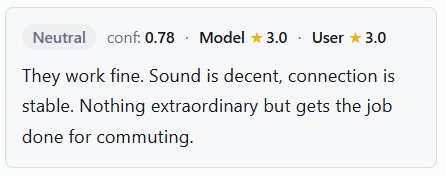 Neutral conf: 0.78 · Model ★ 3.0 · User ★ 3.0
They work fine. Sound is decent, connection is
stable. Nothing extraordinary but gets the job
done for commuting.